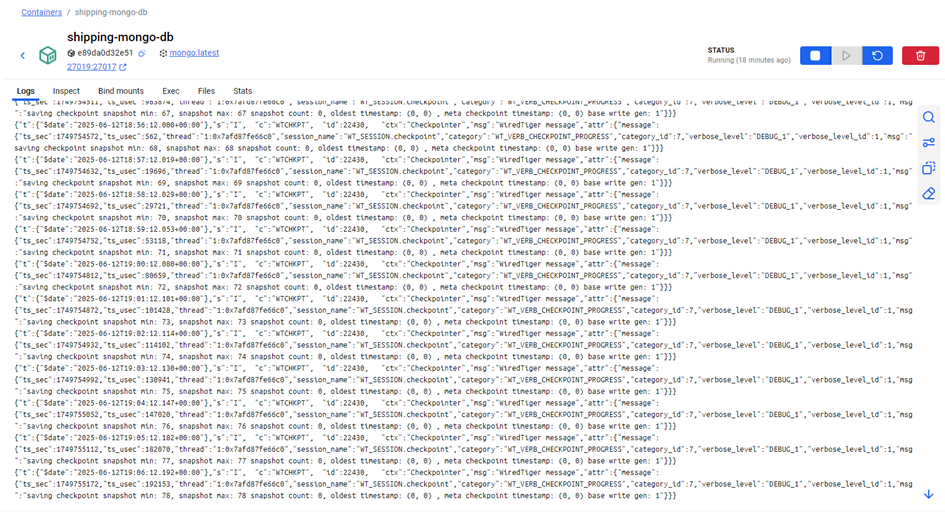 Containers / shipping-mongo-db
shipping-mongo-db
e89da0d32e51 mongo:latest
27019:27017
STATUS
Running (18 minutes ago)
Logs Inspect Bind mounts Exec Files Stats
{"ts_sec":1749754511,"ts_usec":983874,"thread":"1:0x7afd87fe66c0","session_name":"WT_SESSION.checkpoint","category":"WT_VERB_CHECKPOINT_PROGRESS","category_id":7,"verbose_level":"DEBUG_1","verbose_level_id":1,"msg
":"saving checkpoint snapshot min: 67, snapshot max: 67 snapshot count: 0, oldest timestamp: (0, 0) , meta checkpoint timestamp: (0, 0) base write gen: 1"}}}
{"t":{"$date":"2025-06-12T18:56:12.000+00:00"},"s":"I", "c":"WTCHKPT", "id":22430, "ctx":"Checkpointer","msg":"WiredTiger message","attr":{"message":
{"ts_sec":1749754572,"ts_usec":562,"thread":"1:0x7afd87fe66c0","session_name":"WT_SESSION.checkpoint","category":"WT_VERB_CHECKPOINT_PROGRESS","category_id":7,"verbose_level":"DEBUG_1","verbose_level_id":1,"msg":"
saving checkpoint snapshot min: 68, snapshot max: 68 snapshot count: 0, oldest timestamp: (0, 0) , meta checkpoint timestamp: (0, 0) base write gen: 1"}}}
{"t":{"$date":"2025-06-12T18:57:12.019+00:00"},"s":"I", "c":"WTCHKPT", "id":22430, "ctx":"Checkpointer","msg":"WiredTiger message","attr":{"message":
{"ts_sec":1749754632,"ts_usec":19696,"thread":"1:0x7afd87fe66c0","session_name":"WT_SESSION.checkpoint","category":"WT_VERB_CHECKPOINT_PROGRESS","category_id":7,"verbose_level":"DEBUG_1","verbose_level_id":1,"msg
":"saving checkpoint snapshot min: 69, snapshot max: 69 snapshot count: 0, oldest timestamp: (0, 0) , meta checkpoint timestamp: (0, 0) base write gen: 1"}}}
{"t":{"$date":"2025-06-12T18:58:12.029+00:00"},"s":"I", "c":"WTCHKPT", "id":22430, "ctx":"Checkpointer","msg":"WiredTiger message","attr":{"message":
{"ts_sec":1749754692,"ts_usec":29721,"thread":"1:0x7afd87fe66c0","session_name":"WT_SESSION.checkpoint","category":"WT_VERB_CHECKPOINT_PROGRESS","category_id":7,"verbose_level":"DEBUG_1","verbose_level_id":1,"msg
":"saving checkpoint snapshot min: 70, snapshot max: 70 snapshot count: 0, oldest timestamp: (0, 0) , meta checkpoint timestamp: (0, 0) base write gen: 1"}}}
{"t":{"$date":"2025-06-12T18:59:12.053+00:00"},"s":"I", "c":"WTCHKPT", "id":22430, "ctx":"Checkpointer","msg":"WiredTiger message","attr":{"message":
{"ts_sec":1749754752,"ts_usec":53118,"thread":"1:0x7afd87fe66c0","session_name":"WT_SESSION.checkpoint","category":"WT_VERB_CHECKPOINT_PROGRESS","category_id":7,"verbose_level":"DEBUG_1","verbose_level_id":1,"msg
":"saving checkpoint snapshot min: 71, snapshot max: 71 snapshot count: 0, oldest timestamp: (0, 0) , meta checkpoint timestamp: (0, 0) base write gen: 1"}}}
{"t":{"$date":"2025-06-12T19:00:12.080+00:00"},"s":"I", "c":"WTCHKPT", "id":22430, "ctx":"Checkpointer","msg":"WiredTiger message","attr":{"message":
{"ts_sec":1749754812,"ts_usec":80659,"thread":"1:0x7afd87fe66c0","session_name":"WT_SESSION.checkpoint","category":"WT_VERB_CHECKPOINT_PROGRESS","category_id":7,"verbose_level":"DEBUG_1","verbose_level_id":1,"msg
":"saving checkpoint snapshot min: 72, snapshot max: 72 snapshot count: 0, oldest timestamp: (0, 0) , meta checkpoint timestamp: (0, 0) base write gen: 1"}}}
{"t":{"$date":"2025-06-12T19:01:12.101+00:00"},"s":"I", "c":"WTCHKPT", "id":22430, "ctx":"Checkpointer","msg":"WiredTiger message","attr":{"message":
{"ts_sec":1749754872,"ts_usec":101428,"thread":"1:0x7afd87fe66c0","session_name":"WT_SESSION.checkpoint","category":"WT_VERB_CHECKPOINT_PROGRESS","category_id":7,"verbose_level":"DEBUG_1","verbose_level_id":1,"msg
":"saving checkpoint snapshot min: 73, snapshot max: 73 snapshot count: 0, oldest timestamp: (0, 0) , meta checkpoint timestamp: (0, 0) base write gen: 1"}}}
{"t":{"$date":"2025-06-12T19:02:12.114+00:00"},"s":"I", "c":"WTCHKPT", "id":22430, "ctx":"Checkpointer","msg":"WiredTiger message","attr":{"message":
{"ts_sec":1749754932,"ts_usec":114102,"thread":"1:0x7afd87fe66c0","session_name":"WT_SESSION.checkpoint","category":"WT_VERB_CHECKPOINT_PROGRESS","category_id":7,"verbose_level":"DEBUG_1","verbose_level_id":1,"msg
":"saving checkpoint snapshot min: 74, snapshot max: 74 snapshot count: 0, oldest timestamp: (0, 0) , meta checkpoint timestamp: (0, 0) base write gen: 1"}}}
{"t":{"$date":"2025-06-12T19:03:12.130+00:00"},"s":"I", "c":"WTCHKPT", "id":22430, "ctx":"Checkpointer","msg":"WiredTiger message","attr":{"message":
{"ts_sec":1749754992,"ts_usec":130941,"thread":"1:0x7afd87fe66c0","session_name":"WT_SESSION.checkpoint","category":"WT_VERB_CHECKPOINT_PROGRESS","category_id":7,"verbose_level":"DEBUG_1","verbose_level_id":1,"msg
":"saving checkpoint snapshot min: 75, snapshot max: 75 snapshot count: 0, oldest timestamp: (0, 0) , meta checkpoint timestamp: (0, 0) base write gen: 1"}}}
{"t":{"$date":"2025-06-12T19:04:12.147+00:00"},"s":"I", "c":"WTCHKPT", "id":22430, "ctx":"Checkpointer","msg":"WiredTiger message","attr":{"message":
{"ts_sec":1749755052,"ts_usec":147020,"thread":"1:0x7afd87fe66c0","session_name":"WT_SESSION.checkpoint","category":"WT_VERB_CHECKPOINT_PROGRESS","category_id":7,"verbose_level":"DEBUG_1","verbose_level_id":1,"msg
":"saving checkpoint snapshot min: 76, snapshot max: 76 snapshot count: 0, oldest timestamp: (0, 0) , meta checkpoint timestamp: (0, 0) base write gen: 1"}}}
{"t":{"$date":"2025-06-12T19:05:12.182+00:00"},"s":"I", "c":"WTCHKPT", "id":22430, "ctx":"Checkpointer","msg":"WiredTiger message","attr":{"message":
{"ts_sec":1749755112,"ts_usec":182070,"thread":"1:0x7afd87fe66c0","session_name":"WT_SESSION.checkpoint","category":"WT_VERB_CHECKPOINT_PROGRESS","category_id":7,"verbose_level":"DEBUG_1","verbose_level_id":1,"msg
":"saving checkpoint snapshot min: 77, snapshot max: 77 snapshot count: 0, oldest timestamp: (0, 0) , meta checkpoint timestamp: (0, 0) base write gen: 1"}}}
{"t":{"$date":"2025-06-12T19:06:12.192+00:00"},"s":"I", "c":"WTCHKPT", "id":22430, "ctx":"Checkpointer","msg":"WiredTiger message","attr":{"message":
{"ts_sec":1749755172,"ts_usec":192153,"thread":"1:0x7afd87fe66c0","session_name":"WT_SESSION.checkpoint","category":"WT_VERB_CHECKPOINT_PROGRESS","category_id":7,"verbose_level":"DEBUG_1","verbose_level_id":1,"msg
":"saving checkpoint snapshot min: 78, snapshot max: 78 snapshot count: 0, oldest timestamp: (0, 0) , meta checkpoint timestamp: (0, 0) base write gen: 1"}}}